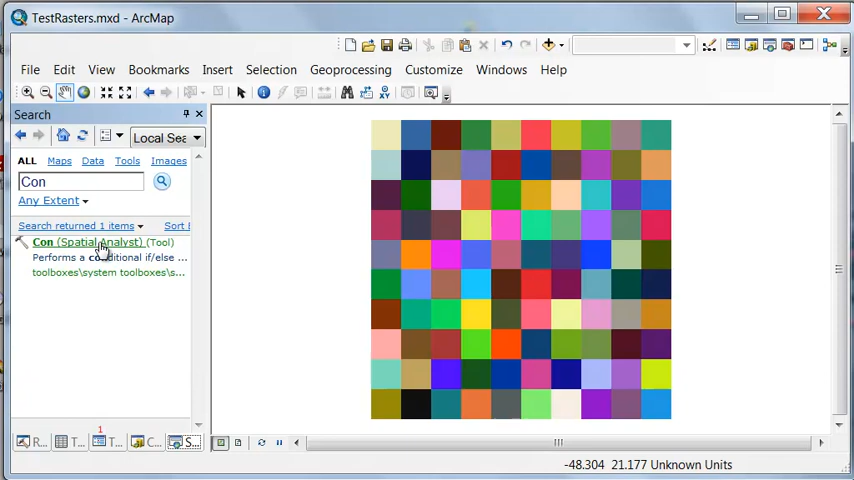 TestRasters.mxd - ArcMap
File Edit View Bookmarks Insert Selection Geoprocessing Customize Windows Help
Search
Local Sea
ALL Maps Data Tools Images
Con
Any Extent
Search returned 1 items Sort
Con (Spatial Analyst) (Tool)
Performs a conditional if/else ...
toolboxes\system toolboxes\s...
1
R... T... T... C... S...
-48.304 21.177 Unknown Units